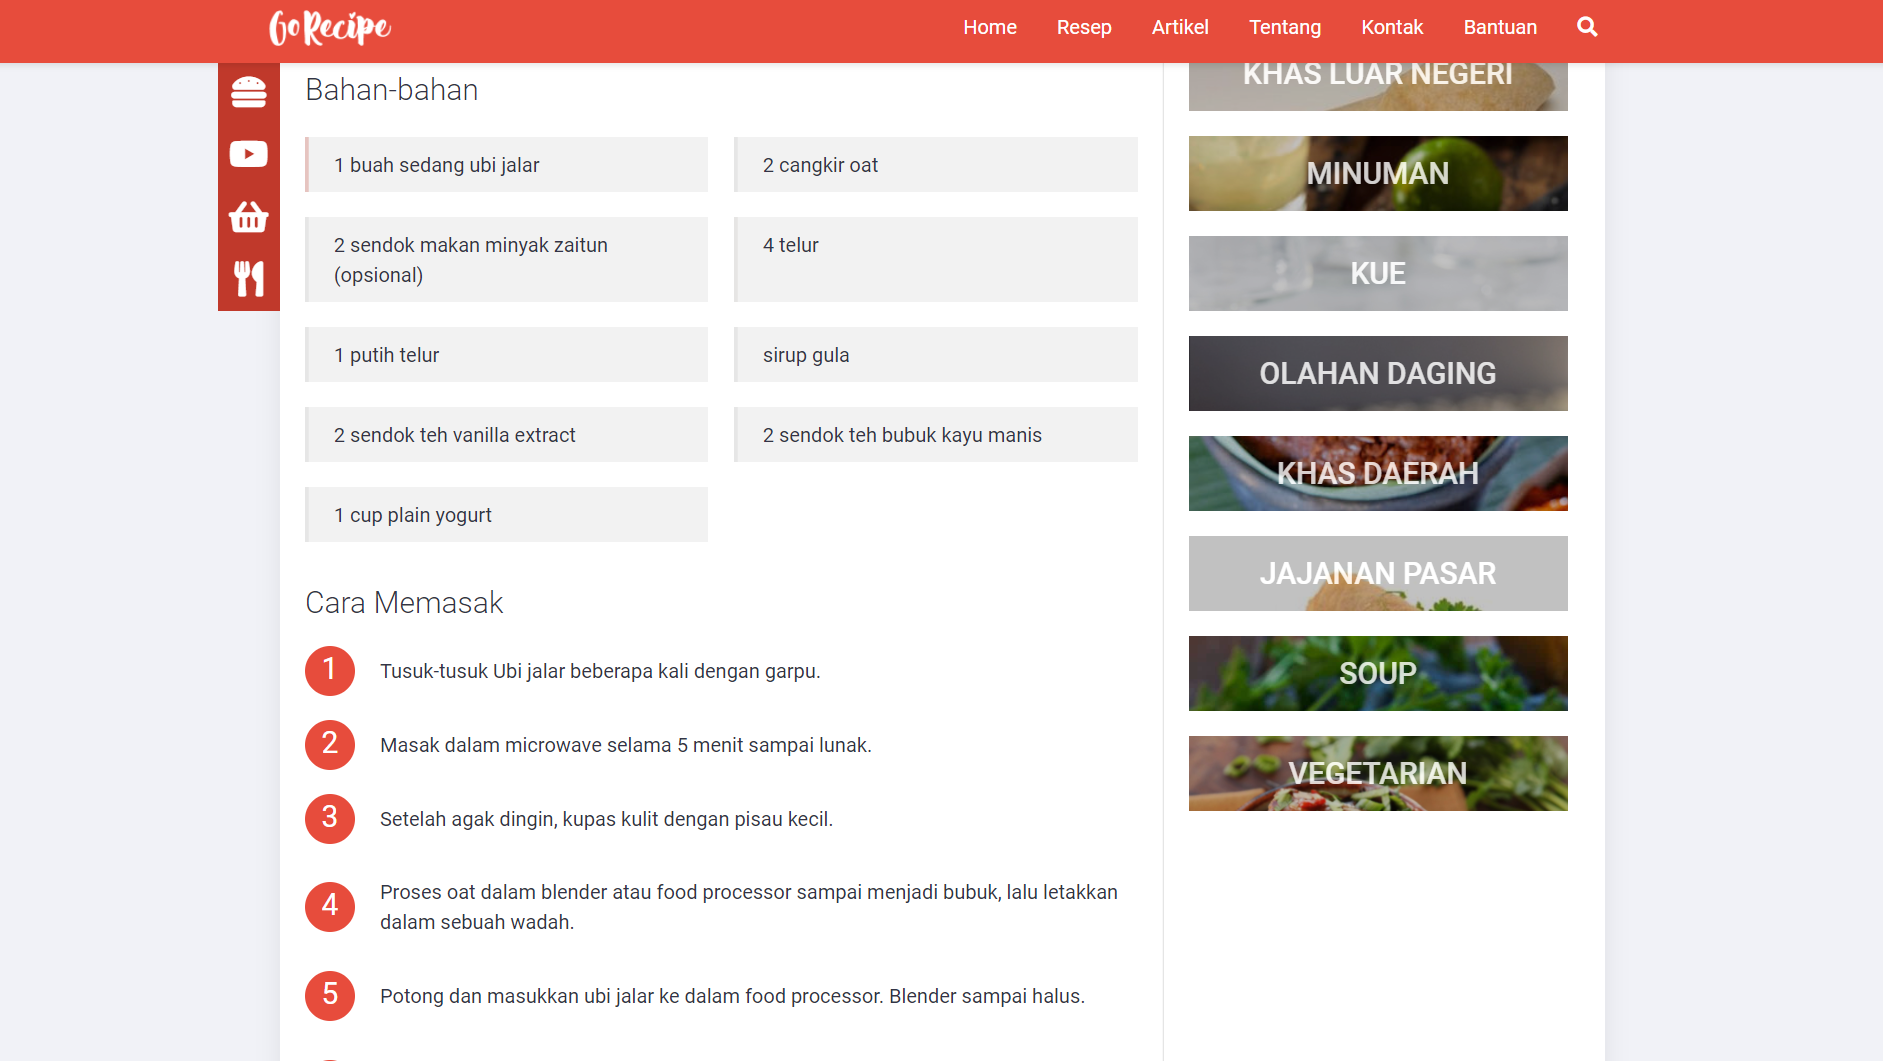 Go Recipe
Home
Resep
Artikel
Tentang
Kontak
Bantuan
Bahan-bahan
1 buah sedang ubi jalar
2 cangkir oat
2 sendok makan minyak zaitun
(opsional)
4 telur
1 putih telur
sirup gula
2 sendok teh vanilla extract
2 sendok teh bubuk kayu manis
1 cup plain yogurt
Cara Memasak
1
Tusuk-tusuk Ubi jalar beberapa kali dengan garpu.
2
Masak dalam microwave selama 5 menit sampai lunak.
3
Setelah agak dingin, kupas kulit dengan pisau kecil.
4
Proses oat dalam blender atau food processor sampai menjadi bubuk, lalu letakkan
dalam sebuah wadah.
5
Potong dan masukkan ubi jalar ke dalam food processor. Blender sampai halus.
KHAS LUAR NEGERI
MINUMAN
KUE
OLAHAN DAGING
KHAS DAERAH
JAJANAN PASAR
SOUP
VEGETARIAN